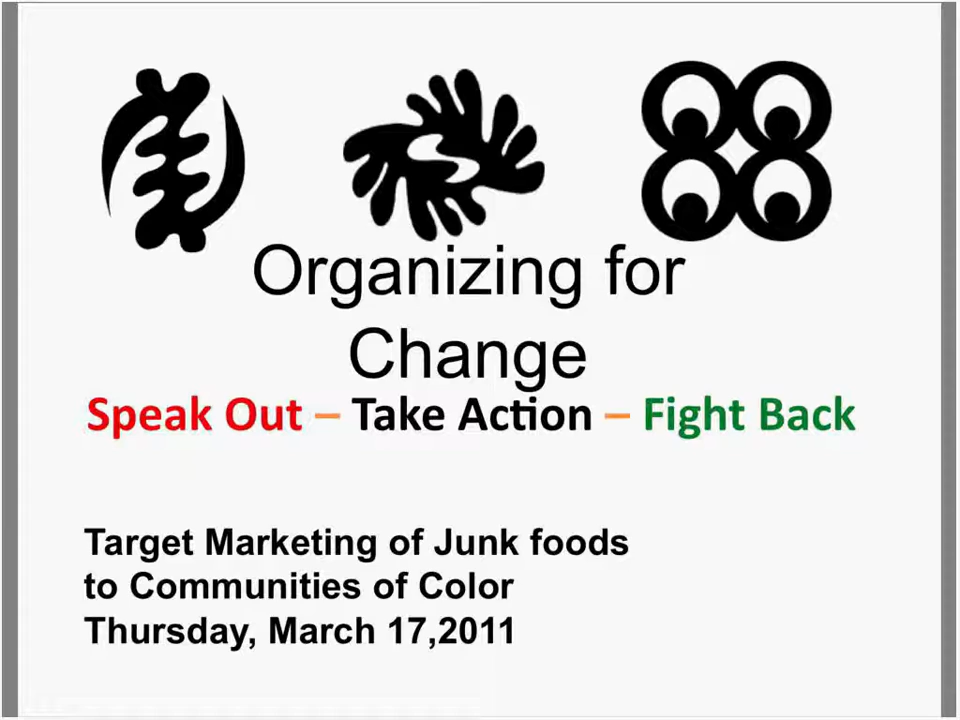 Organizing for
Change
Speak Out – Take Action – Fight Back
Target Marketing of Junk foods
to Communities of Color
Thursday, March 17,2011